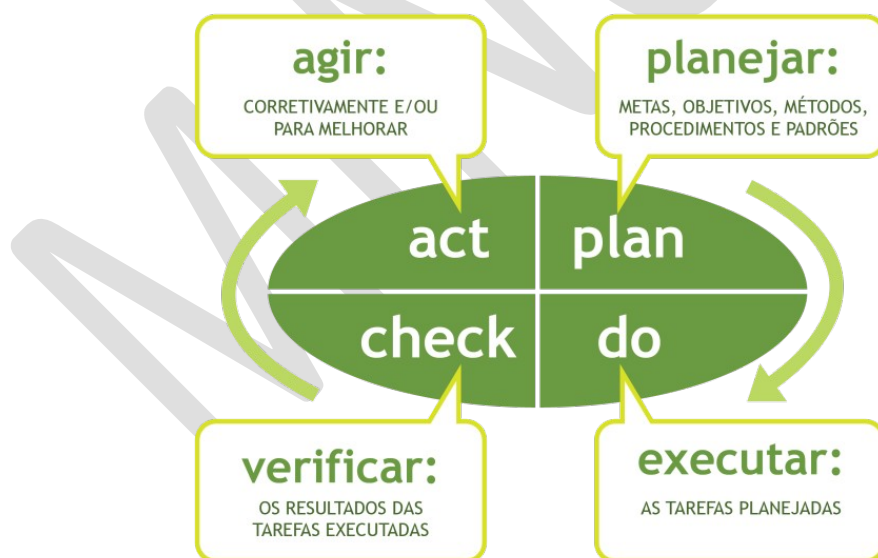 agir:
CORRETIVAMENTE E/OU
PARA MELHORAR
planejar:
METAS, OBJETIVOS, MÉTODOS,
PROCEDIMENTOS E PADRÕES
act
plan
check
do
verificar:
OS RESULTADOS DAS
TAREFAS EXECUTADAS
executar:
AS TAREFAS PLANEJADAS